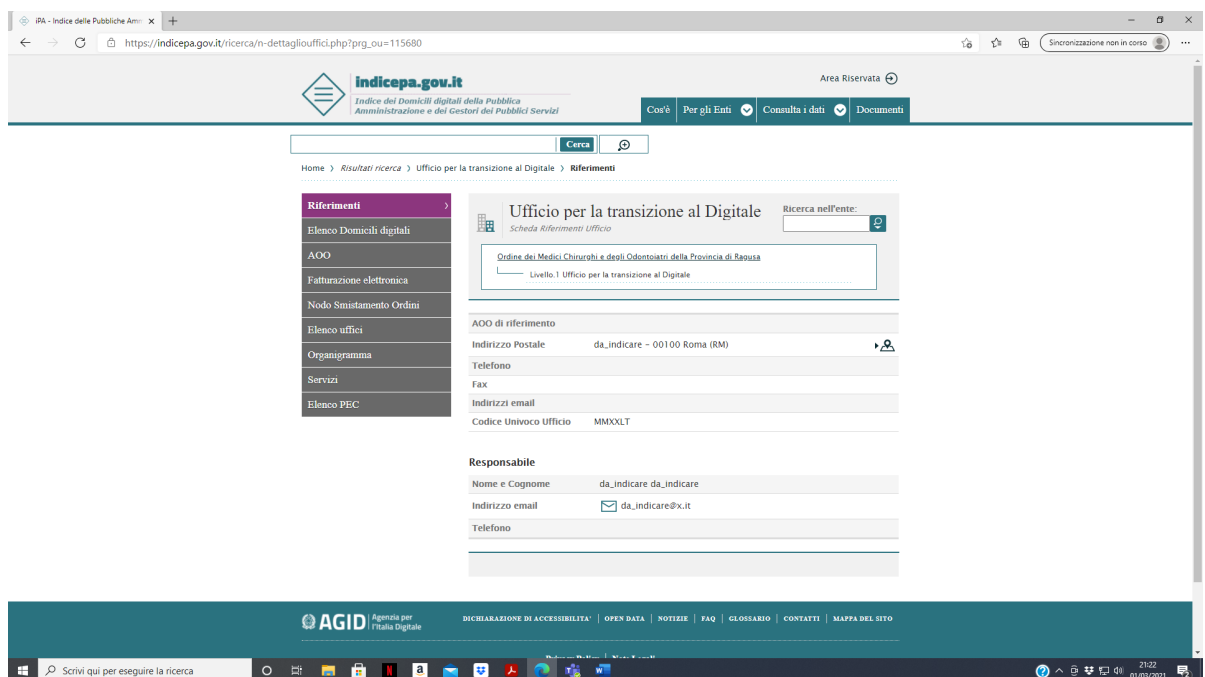 iPA - Indice delle Pubbliche Amm
https://indicepa.gov.it/ricerca/n-dettagliouffici.php?prg_ou=115680
Sincronizzazione non in corso
indicepa.gov.it
Indice dei Domicili digitali della Pubblica
Amministrazione e dei Gestori dei Pubblici Servizi
Area Riservata
Cos'è Per gli Enti Consulta i dati Documenti
Cerca
Home > Risultati ricerca > Ufficio per la transizione al Digitale > Riferimenti
Riferimenti
Elenco Domicili digitali
AOO
Fatturazione elettronica
Nodo Smistamento Ordini
Elenco uffici
Organigramma
Servizi
Elenco PEC
Ufficio per la transizione al Digitale
Scheda Riferimenti Ufficio
Ricerca nell'ente:
Ordine dei Medici Chirurghi e degli Odontoiatri della Provincia di Ragusa
Livello.1 Ufficio per la transizione al Digitale
AOO di riferimento
Indirizzo Postale da_indicare - 00100 Roma (RM)
Telefono
Fax
Indirizzi email
Codice Univoco Ufficio MMXXLT
Responsabile
Nome e Cognome da_indicare da_indicare
Indirizzo email da_indicare@x.it
Telefono
AGID Agenzia per
l'Italia Digitale
DICHIARAZIONE DI ACCESSIBILITA' | OPEN DATA | NOTIZIE | FAQ | GLOSSARIO | CONTATTI | MAPPA DEL SITO
Privacy Policy | Note Legali
Scrivi qui per eseguire la ricerca
21:22
01/03/2021